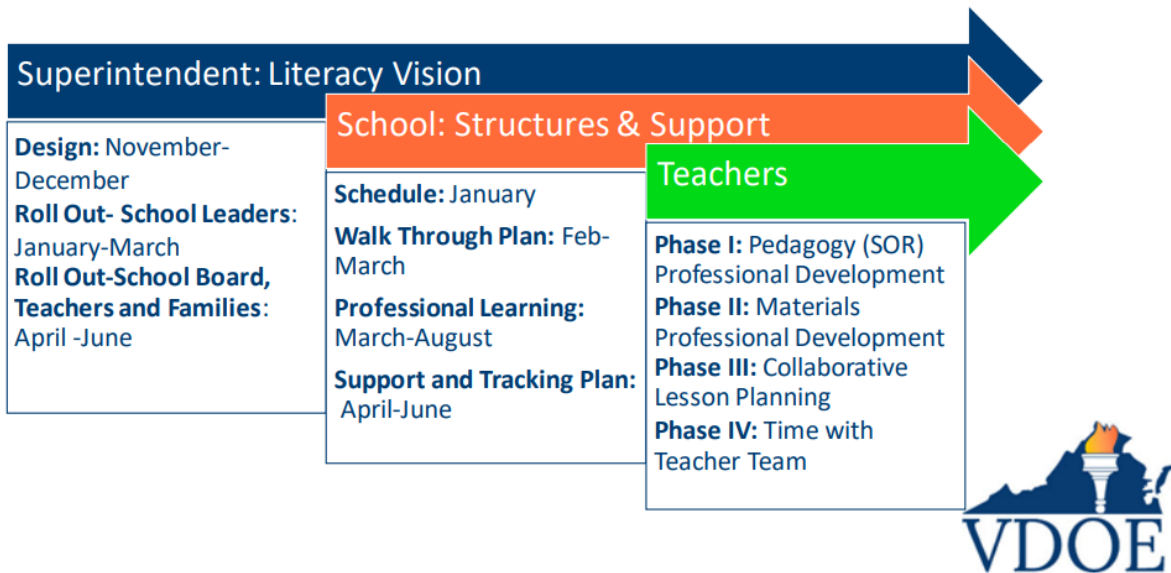 Superintendent: Literacy Vision
Design: November-
December
Roll Out- School Leaders:
January-March
Roll Out-School Board,
Teachers and Families:
April -June
School: Structures & Support
Schedule: January
Walk Through Plan: Feb-
March
Professional Learning:
March-August
Support and Tracking Plan:
April-June
Teachers
Phase I: Pedagogy (SOR)
Professional Development
Phase II: Materials
Professional Development
Phase III: Collaborative
Lesson Planning
Phase IV: Time with
Teacher Team
VDOE